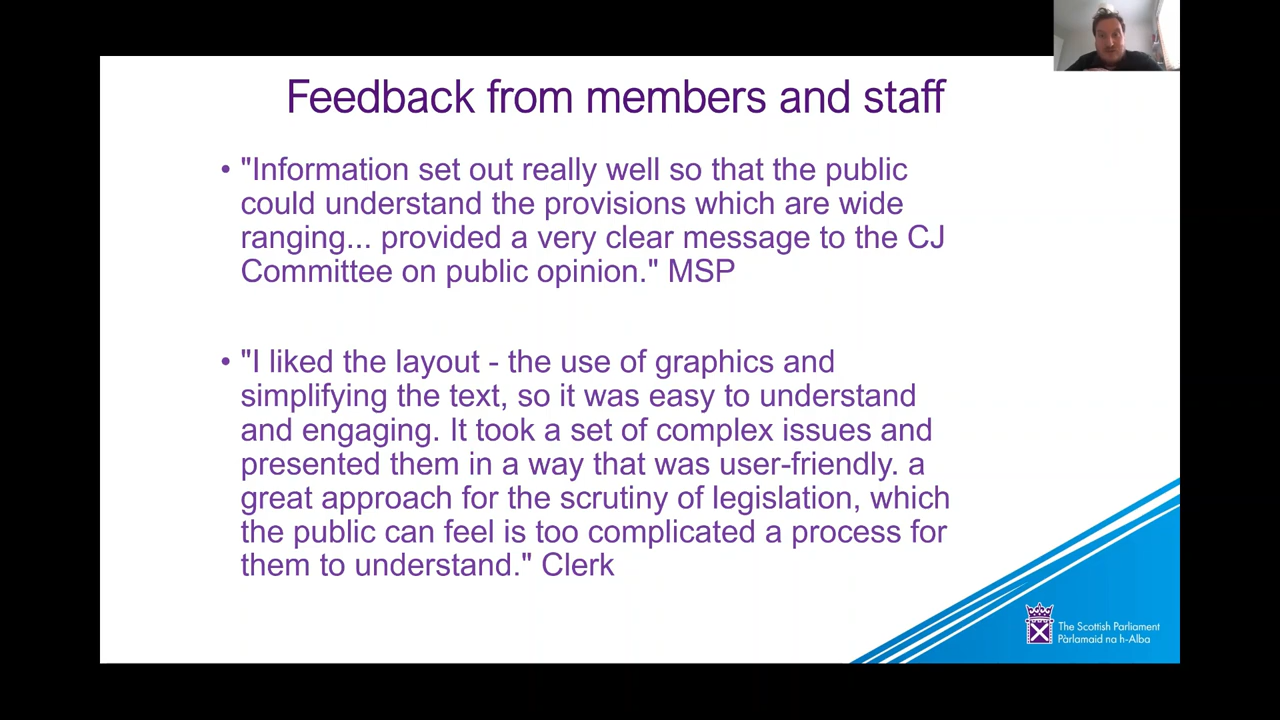 Feedback from members and staff
• "Information set out really well so that the public
could understand the provisions which are wide
ranging... provided a very clear message to the CJ
Committee on public opinion." MSP
• "I liked the layout - the use of graphics and
simplifying the text, so it was easy to understand
and engaging. It took a set of complex issues and
presented them in a way that was user-friendly. a
great approach for the scrutiny of legislation, which
the public can feel is too complicated a process for
them to understand." Clerk
The Scottish Parliament
Pàrlamaid na h-Alba